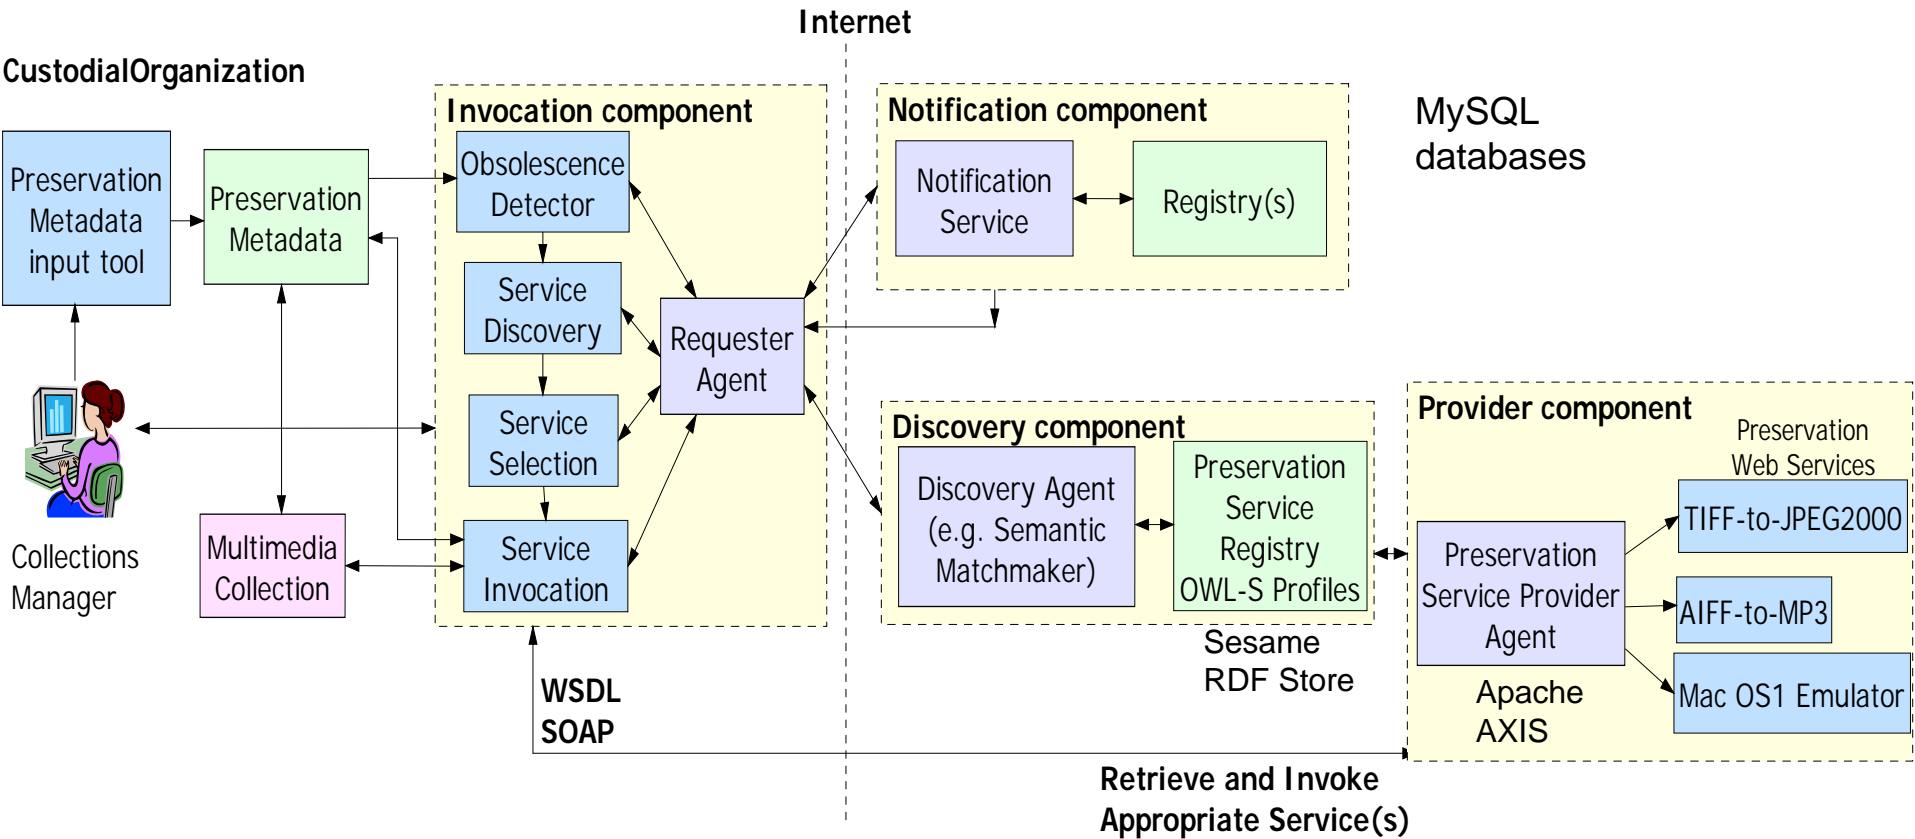 Internet
CustodialOrganization
Invocation component
Notification component
MySQL
databases
Preservation
Metadata
input tool
Preservation
Metadata
Obsolescence
Detector
Notification
Service
Registry(s)
Service
Discovery
Requester
Agent
Service
Selection
Service
Invocation
Collections
Manager
Multimedia
Collection
Discovery component
Discovery Agent
(e.g. Semantic
Matchmaker)
Preservation
Service
Registry
OWL-S Profiles
Sesame
RDF Store
Provider component
Preservation
Web Services
Preservation
Service Provider
Agent
TIFF-to-JPEG2000
AIFF-to-MP3
Mac OS1 Emulator
Apache
AXIS
WSDL
SOAP
Retrieve and Invoke
Appropriate Service(s)